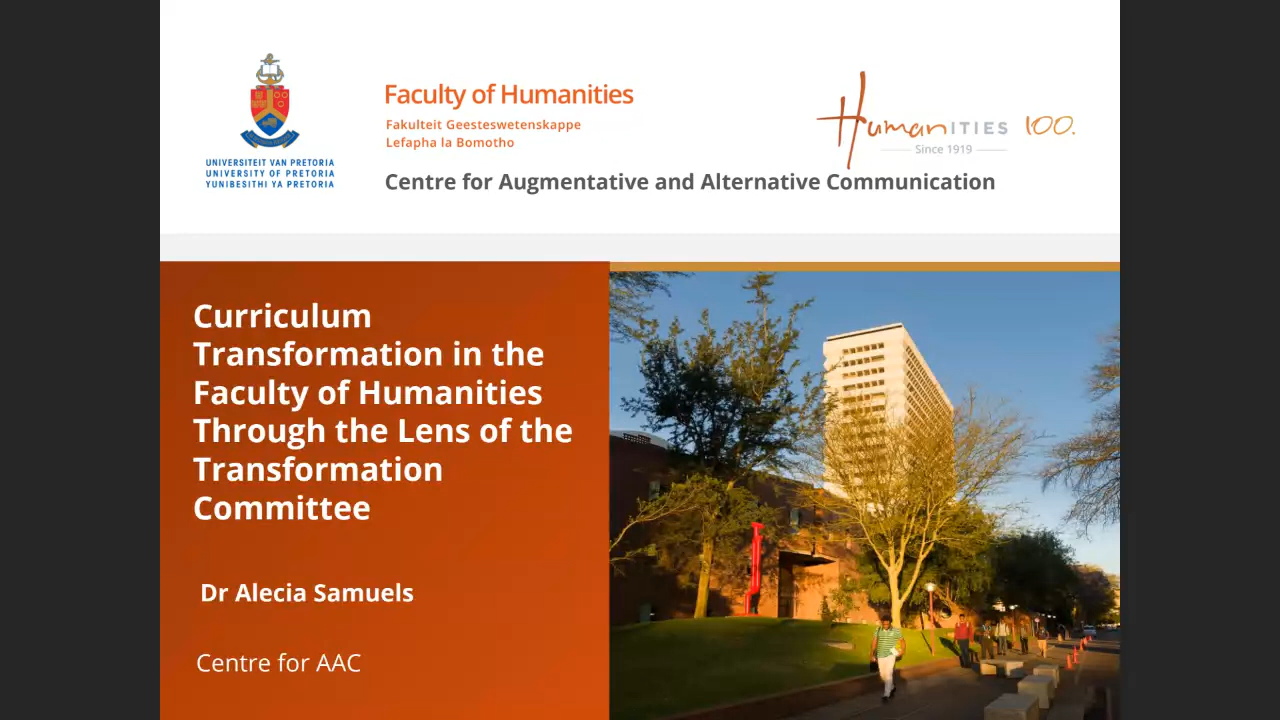 UNIVERSITEIT VAN PRETORIA
UNIVERSITY OF PRETORIA
YUNIBESITHI YA PRETORIA
Faculty of Humanities
Fakulteit Geesteswetenskappe
Lefapha la Bomotho
Humanities 100.
Since 1919
Centre for Augmentative and Alternative Communication
Curriculum
Transformation in the
Faculty of Humanities
Through the Lens of the
Transformation
Committee
Dr Alecia Samuels
Centre for AAC